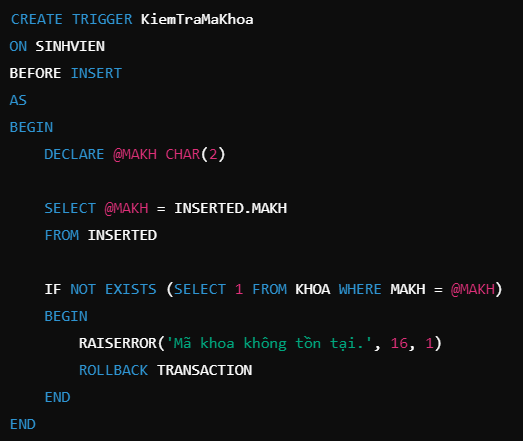 CREATE TRIGGER KiemTraMaKhoa
ON SINHVIEN
BEFORE INSERT
AS
BEGIN
    DECLARE @MAKH CHAR(2)

    SELECT @MAKH = INSERTED.MAKH
    FROM INSERTED

    IF NOT EXISTS (SELECT 1 FROM KHOA WHERE MAKH = @MAKH)
    BEGIN
        RAISERROR('Mã khoa không tồn tại.', 16, 1)
        ROLLBACK TRANSACTION
    END
END